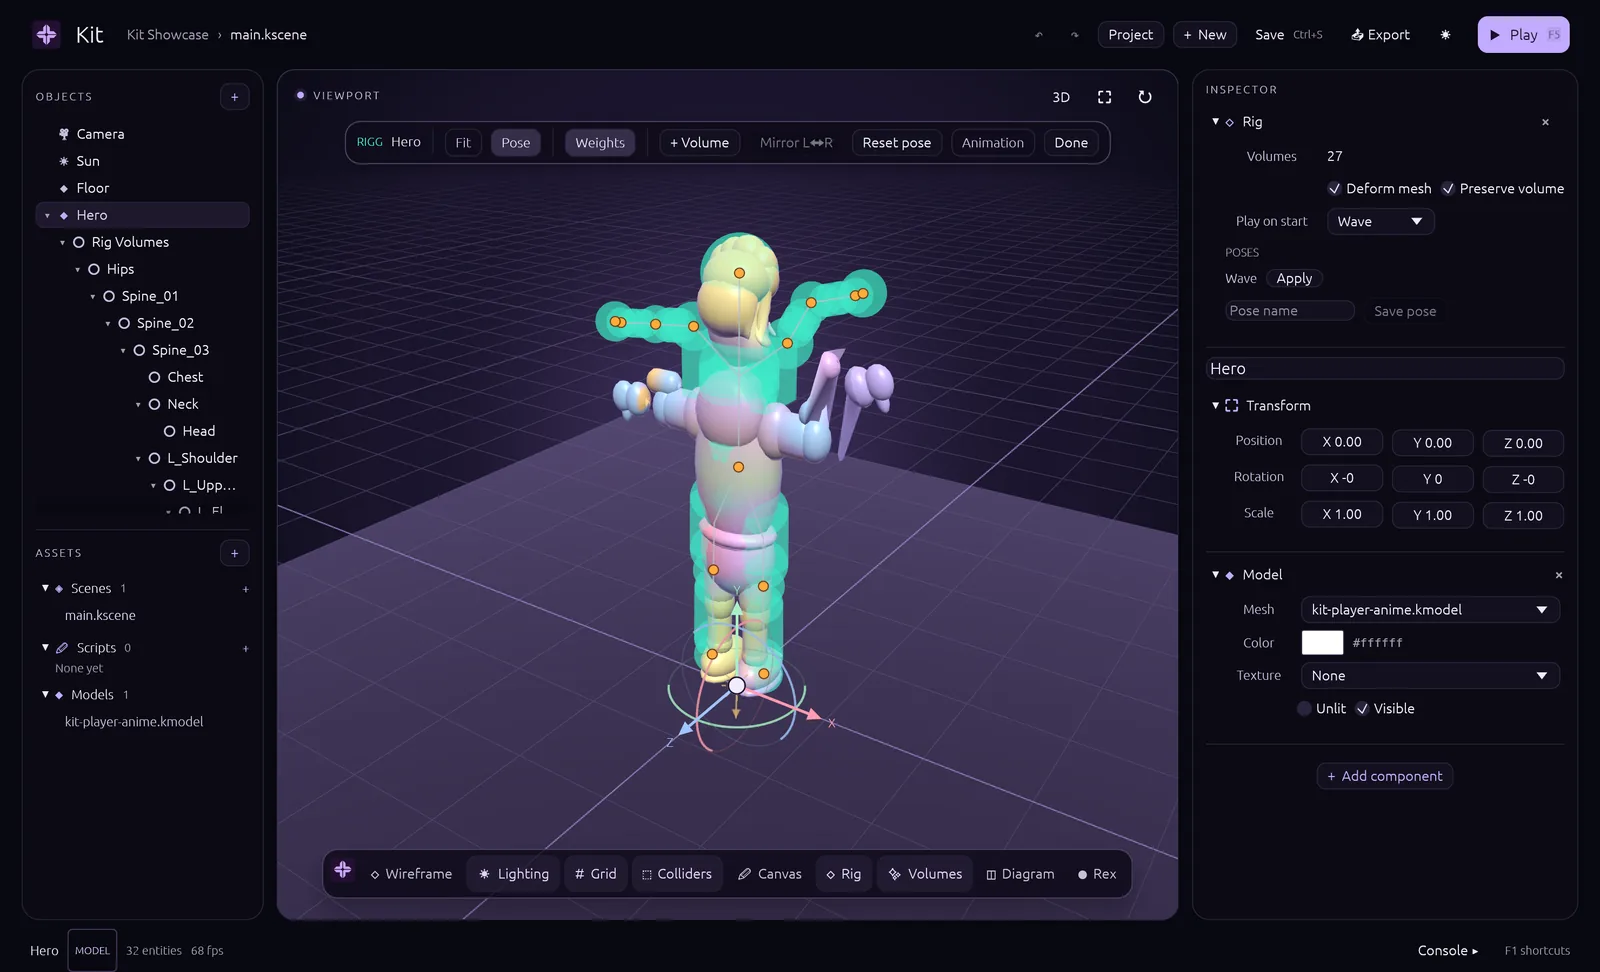 Kit
Kit Showcase › main.kscene
Project
+ New
Save Ctrl+S
Export
Play F5
OBJECTS
+
Camera
Sun
Floor
Hero
Rig Volumes
Hips
Spine_01
Spine_02
Spine_03
Chest
Neck
Head
L_Shoulder
L_Upp...
ASSETS
+
Scenes 1 +
main.kscene
Scripts 0 +
None yet
Models 1
kit-player-anime.kmodel
VIEWPORT
3D
RIGG Hero Fit Pose Weights + Volume Mirror L⇔R Reset pose Animation Done
Y
X
Z
Wireframe Lighting # Grid Colliders Canvas Rig Volumes Diagram Rex
INSPECTOR
Rig ×
Volumes 27
Deform mesh Preserve volume
Play on start Wave
POSES
Wave Apply
Pose name Save pose
Hero
Transform
Position X 0.00 Y 0.00 Z 0.00
Rotation X -0 Y 0 Z -0
Scale X 1.00 Y 1.00 Z 1.00
Model ×
Mesh kit-player-anime.kmodel
Color #ffffff
Texture None
Unlit Visible
+ Add component
Hero MODEL 32 entities 68 fps
Console F1 shortcuts